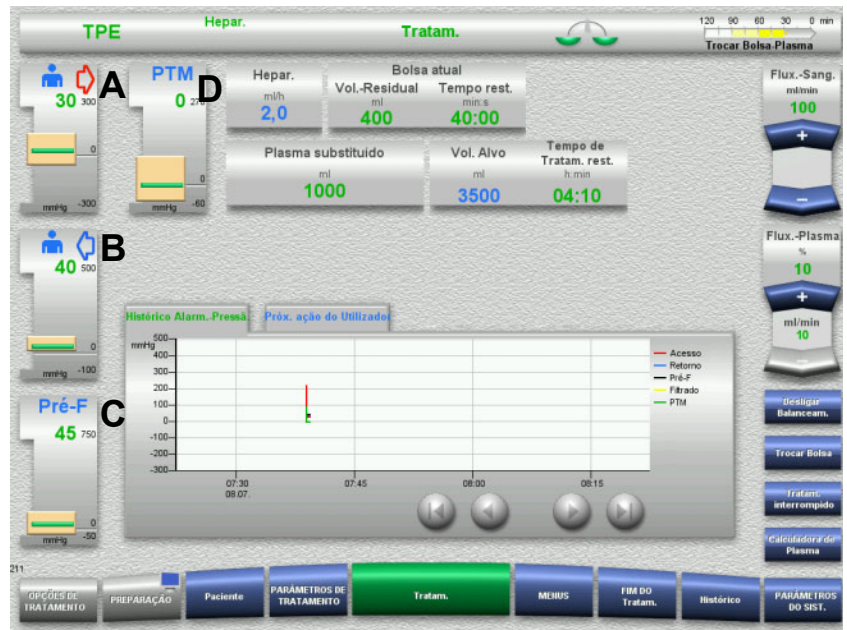 TPE
Hepar.
Tratam.
120 90 60 30 0 min
Trocar Bolsa-Plasma
A
30 300
0
mmHg -300
PTM D
0 270
0
mmHg -60
Hepar.
ml/h
2,0
Bolsa atual
Vol.-Residual Tempo rest.
ml min:s
400 40:00
Plasma substituído
ml
1000
Vol. Alvo
ml
3500
Tempo de
Tratam. rest.
h:min
04:10
Flux.-Sang.
ml/min
100
+
−
B
40 500
0
mmHg -100
Flux.-Plasma
%
10
+
ml/min
10
−
Histórico Alarm.-Pressã.
Próx. ação do Utilizador
mmHg
500
400
300
200
100
0
-100
-200
-300
07:30 07:45 08:00 08:15
08.07.
Acesso
Retorno
Pré-F
Filtrado
PTM
Pré-F C
45 750
0
mmHg -50
Desligar
Balanceam.
Trocar Bolsa
Tratam.
interrompido
Calculadora de
Plasma
211
OPÇÕES DE
TRATAMENTO
PREPARAÇÃO
Paciente
PARÂMETROS DE
TRATAMENTO
Tratam.
MENUS
FIM DO
Tratam.
Histórico
PARÂMETROS
DO SIST.